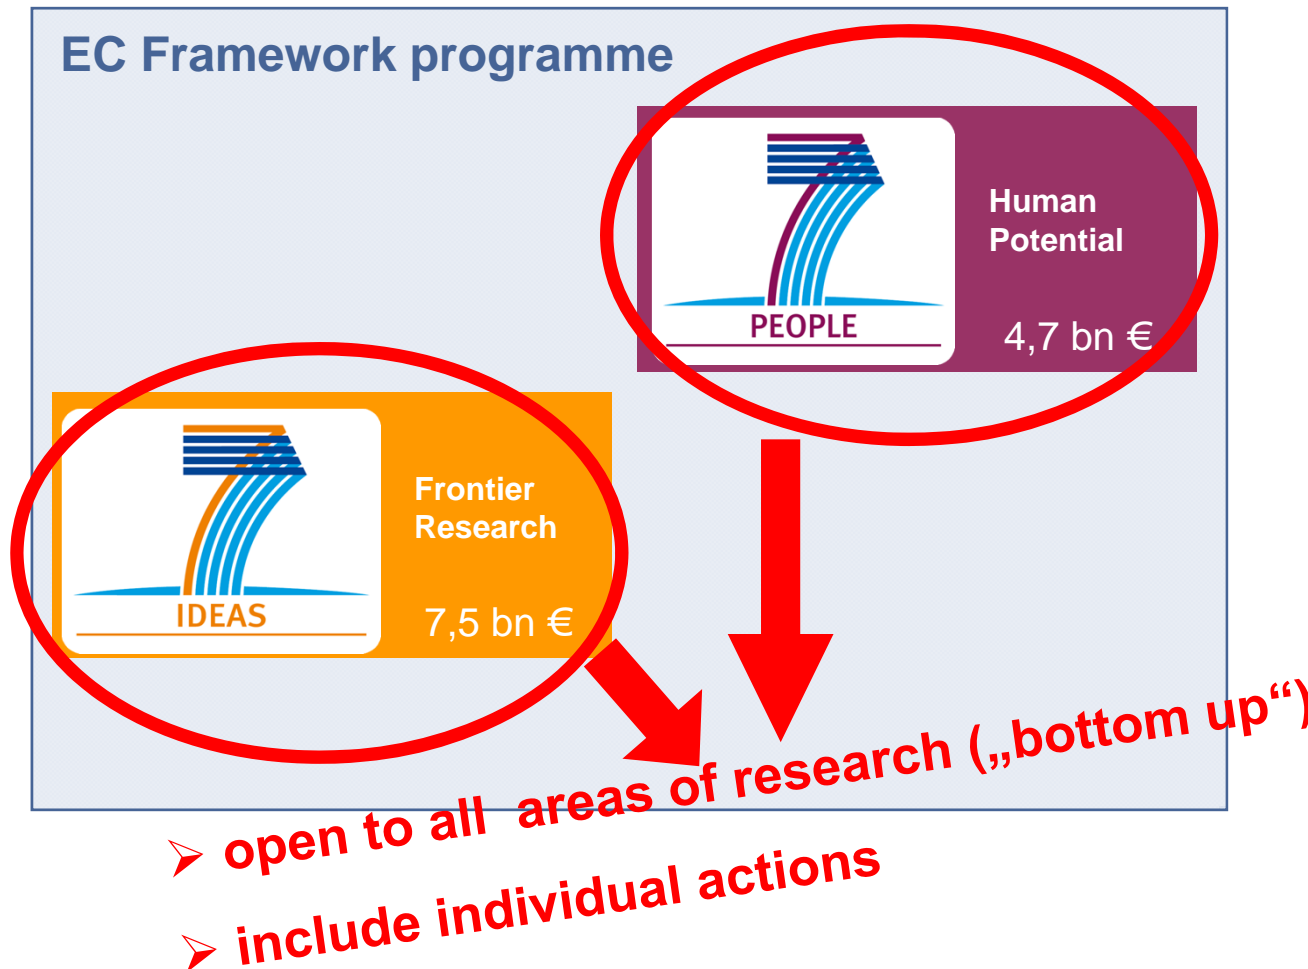 EC Framework programme
Human
Potential
PEOPLE
4,7 bn €
Frontier
Research
IDEAS
7,5 bn €
➢ open to all areas of research („bottom up“)
➢ include individual actions